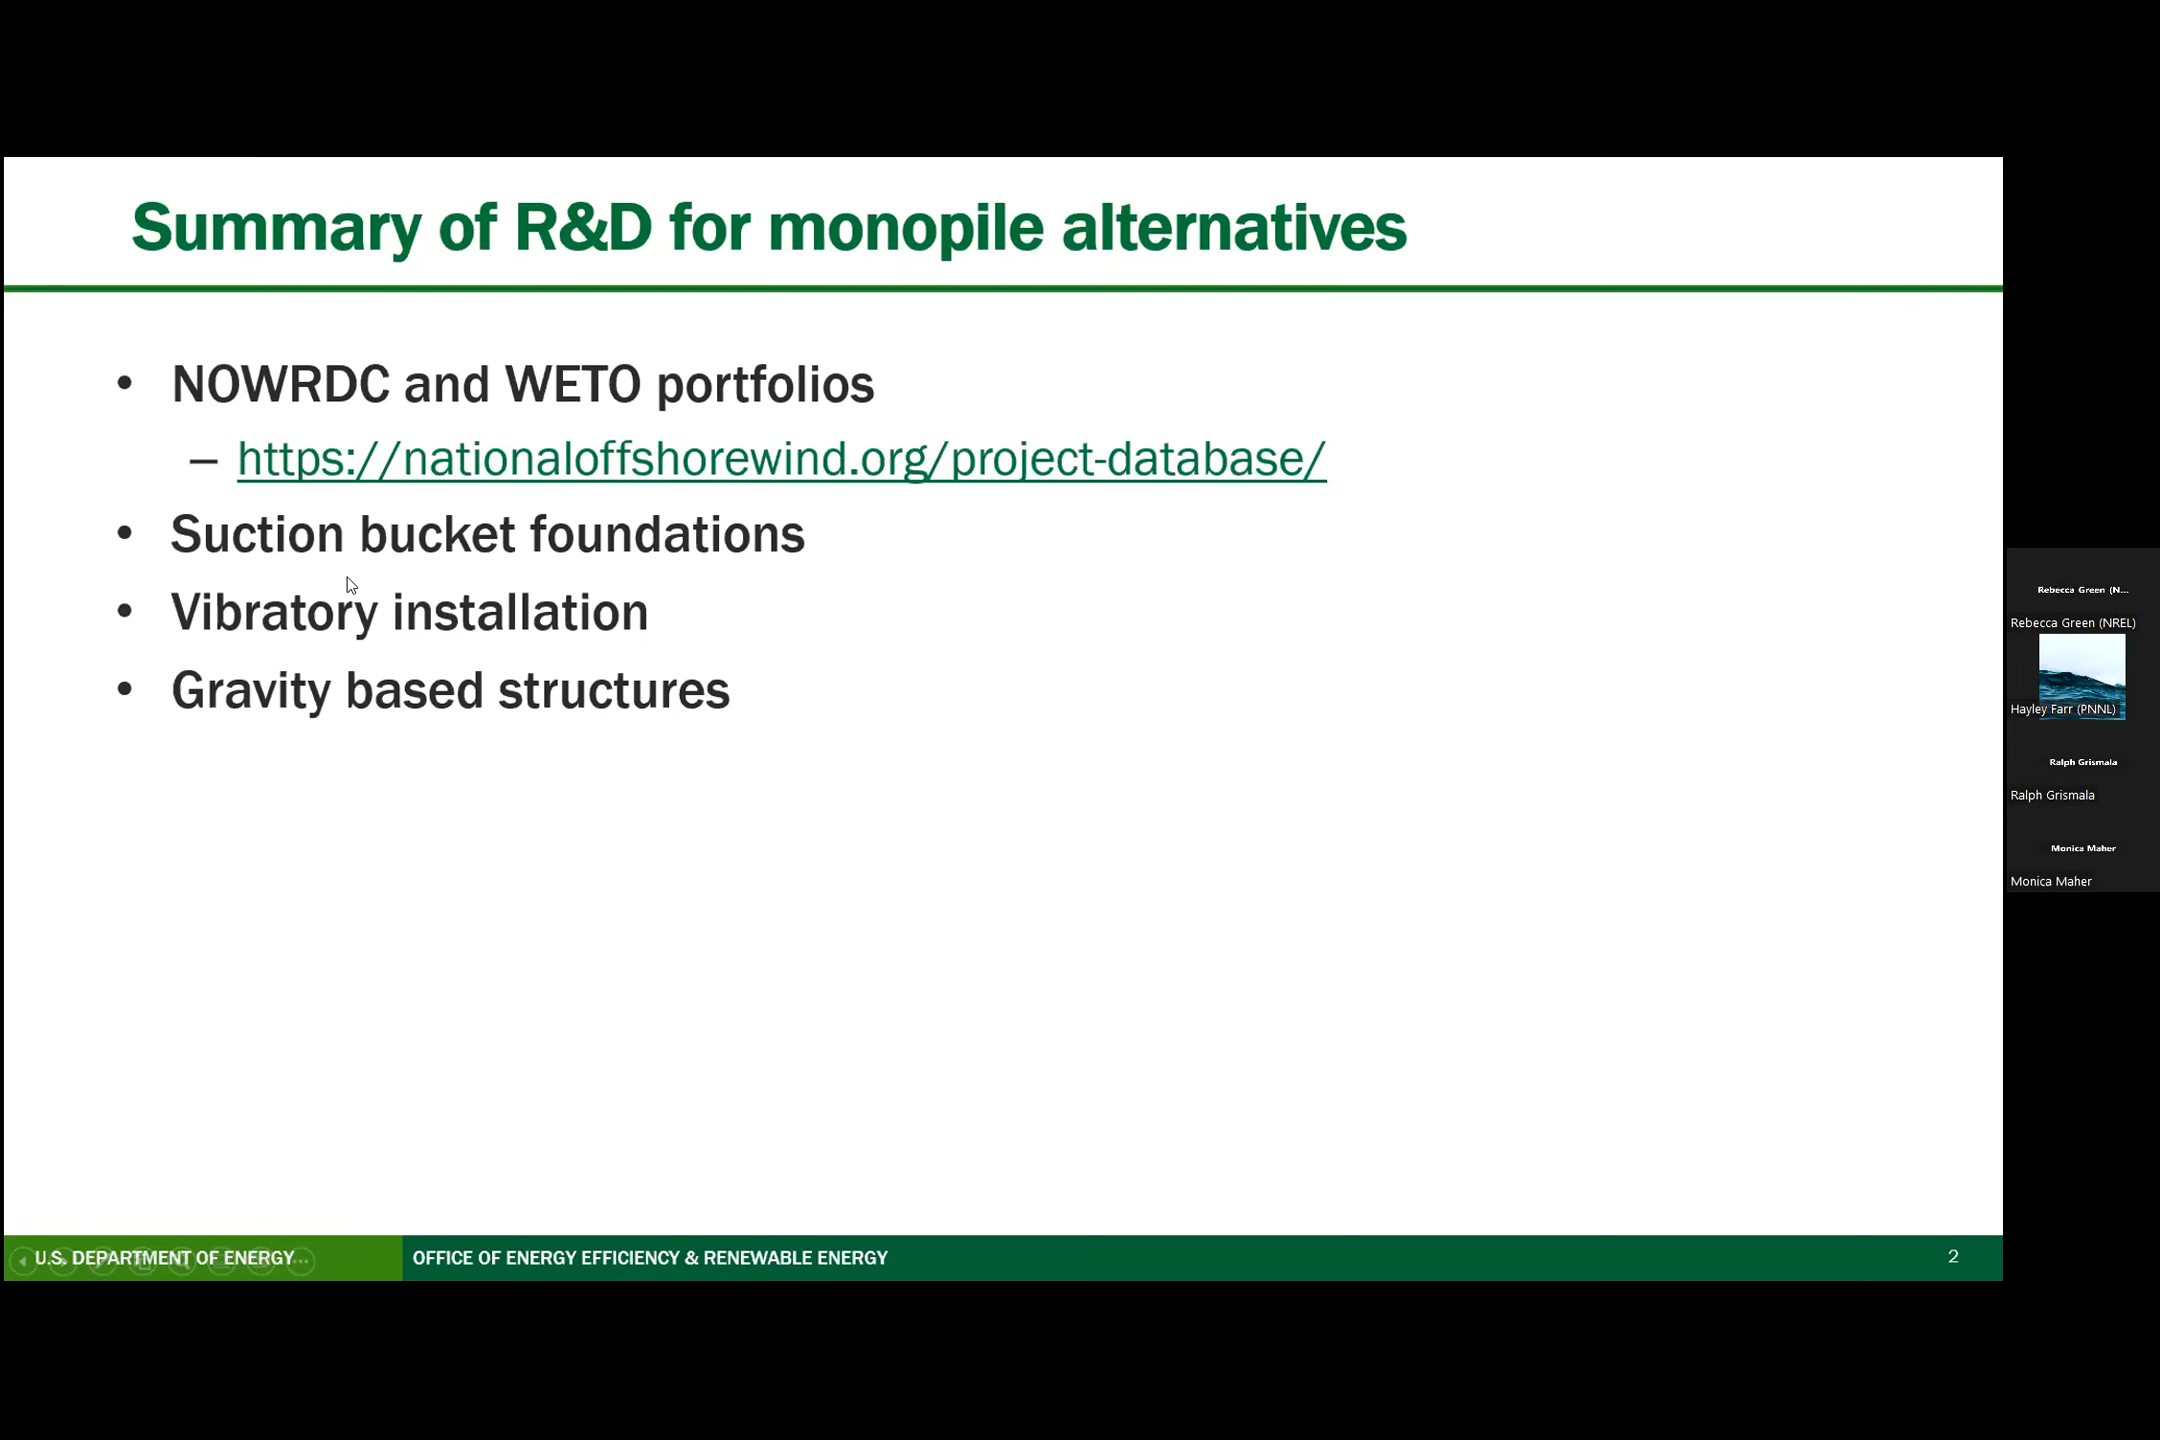 Summary of R&D for monopile alternatives
• NOWRDC and WETO portfolios
– https://nationaloffshorewind.org/project-database/
• Suction bucket foundations
• Vibratory installation
• Gravity based structures
U.S. DEPARTMENT OF ENERGY
OFFICE OF ENERGY EFFICIENCY & RENEWABLE ENERGY
2
Rebecca Green (N...
Rebecca Green (NREL)
Hayley Farr (PNNL)
Ralph Grismala
Ralph Grismala
Monica Maher
Monica Maher